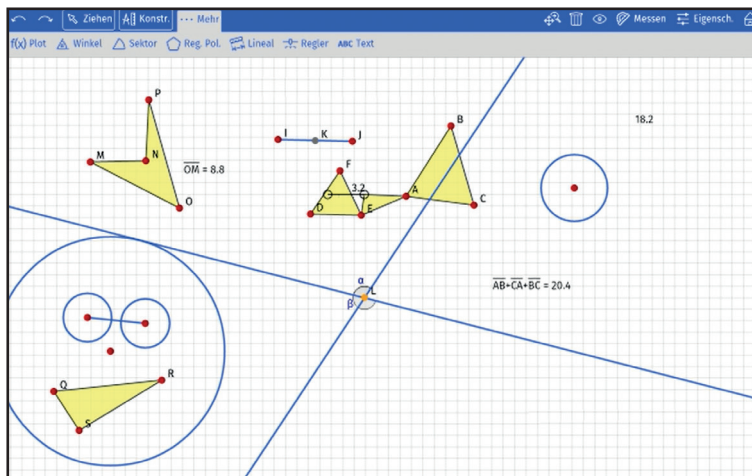 Ziehen Konstr. ••• Mehr Messen Eigensch.
f(x) Plot Winkel Sektor Reg. Pol. Lineal Regler ABC Text
P
B
18.2
I K J
M N
OM = 8.8
F
3.2 A
O
D E
C
α
L
β
AB+CA+BC = 20.4
R
Q
S